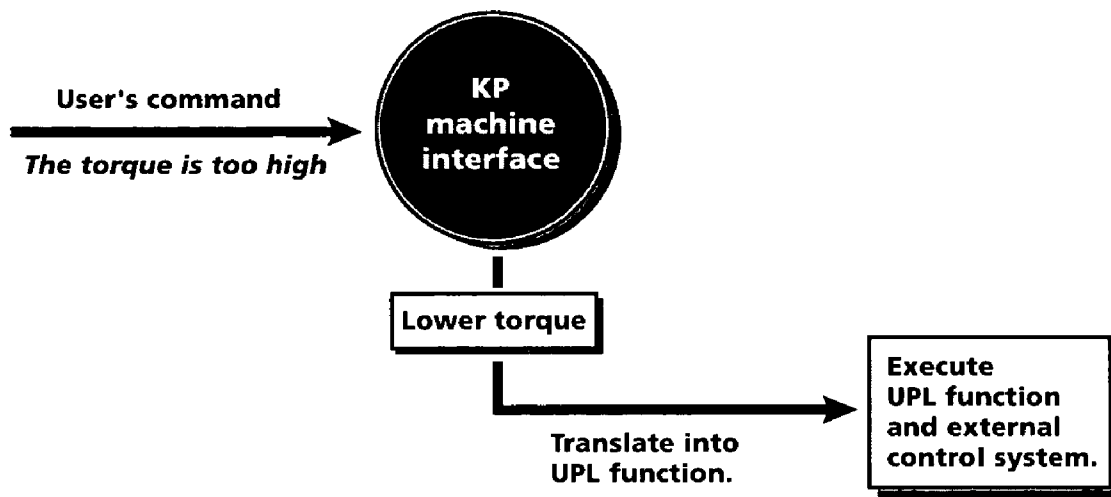 User's command
The torque is too high
KP
machine
interface
Lower torque
Translate into
UPL function.
Execute
UPL function
and external
control system.